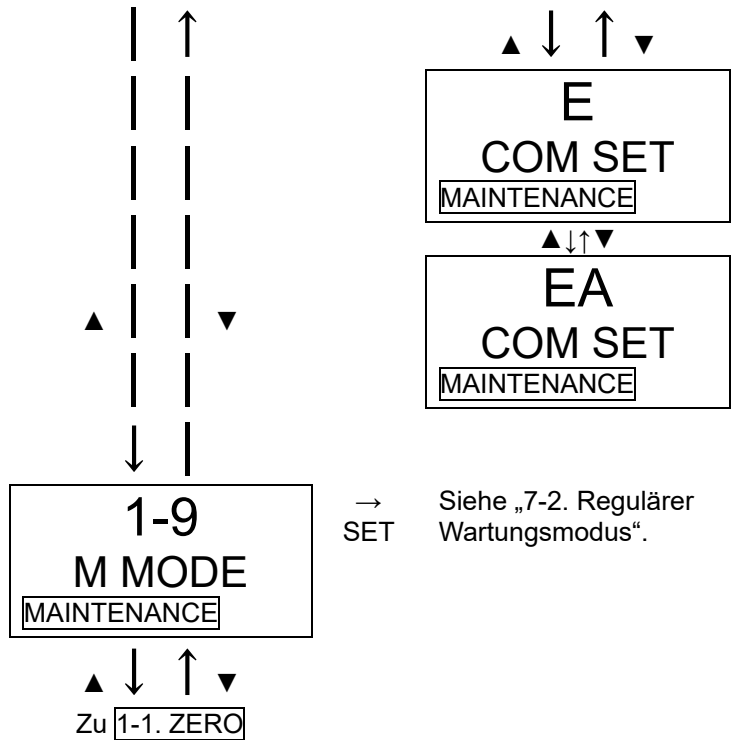 ▲ ↓ ↑ ▼
E
COM SET
MAINTENANCE
▲↓↑▼
EA
COM SET
MAINTENANCE
▲ ▼
1-9
M MODE
MAINTENANCE
→
SET
Siehe „7-2. Regulärer
Wartungsmodus“.
▲ ↓ ↑ ▼
Zu 1-1. ZERO